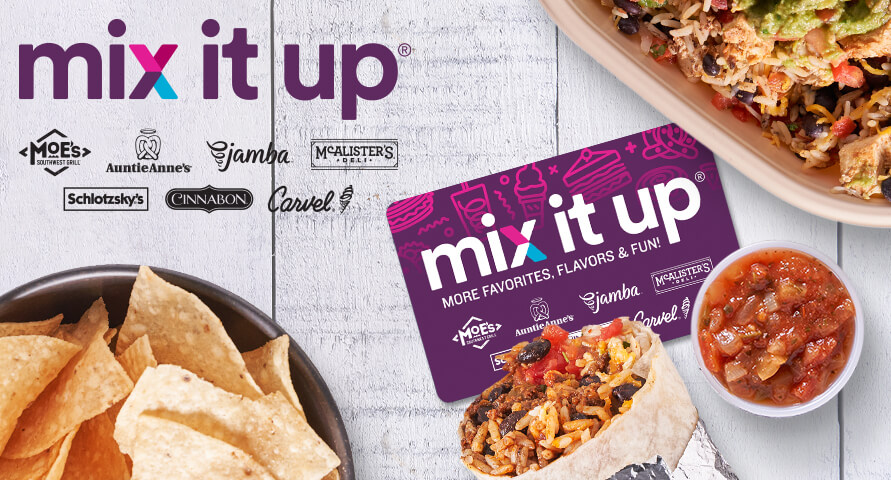 mix it up®
MOE'S
SOUTHWEST GRILL
AuntieAnne's
jamba
McALISTER'S
DELI
Schlotzsky's
CINNABON
Carvel
mix it up®
MORE FAVORITES, FLAVORS & FUN!
MOE'S
SOUTHWEST GRILL
AuntieAnne's
jamba
McALISTER'S
DELI
Carvel